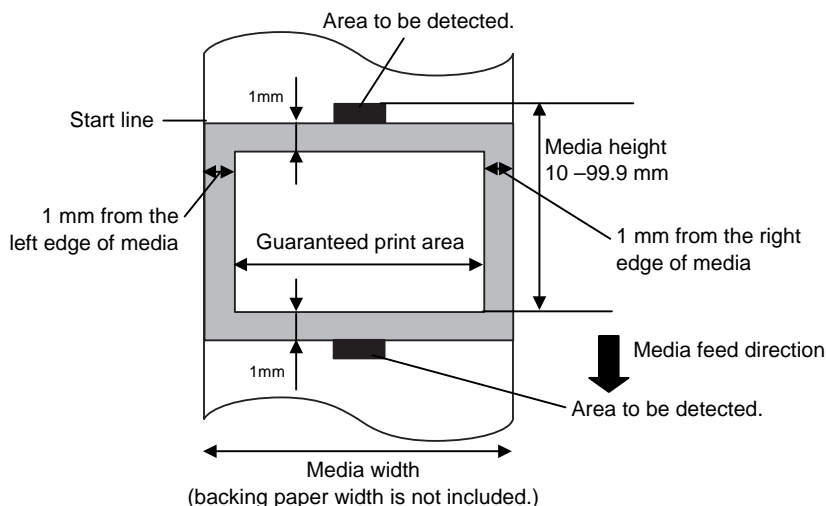 Area to be detected.
1mm
Start line
Media height
10 –99.9 mm
1 mm from the
left edge of media
Guaranteed print area
1 mm from the right
edge of media
Media feed direction
1mm
Area to be detected.
Media width
(backing paper width is not included.)